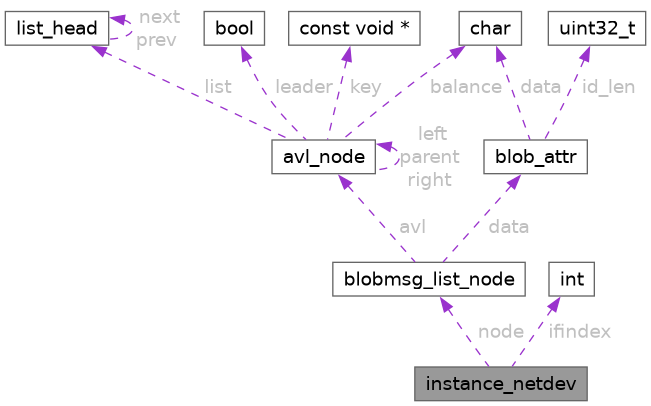 list_head
next
prev
bool
const void *
char
uint32_t
list
leader
key
balance
data
id_len
avl_node
left
parent
right
blob_attr
avl
data
blobmsg_list_node
int
node
ifindex
instance_netdev